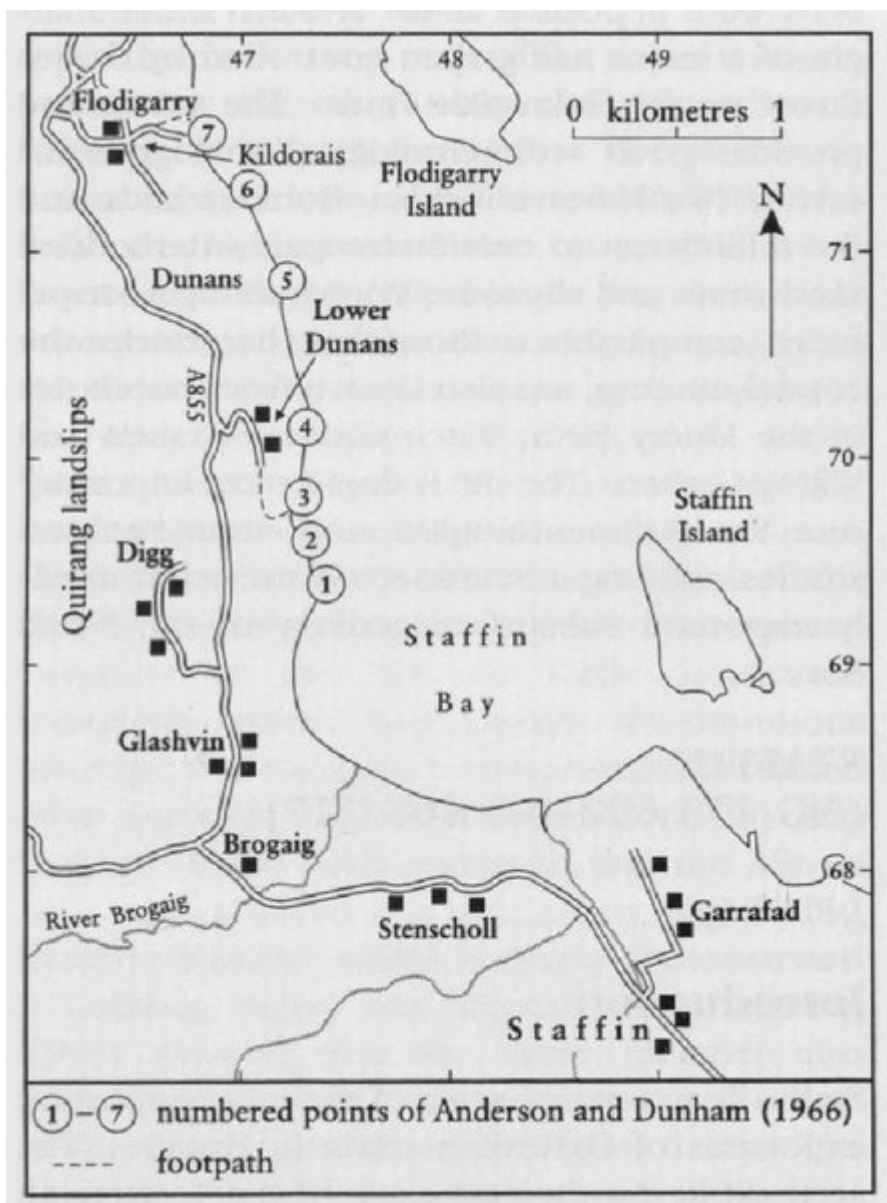 47
48
49
Flodigarry
7
0 kilometres 1
Kildorais
6
Flodigarry
Island
N
71
5
Dunans
Lower
Dunans
A855
4
70
Quirang landslips
3
Staffin
Island
2
Digg
1
Staffin
69
Bay
Glashvin
Brogaig
68
River Brogaig
Garrafad
Stenscholl
Staffin
1 – 7 numbered points of Anderson and Dunham (1966)
footpath